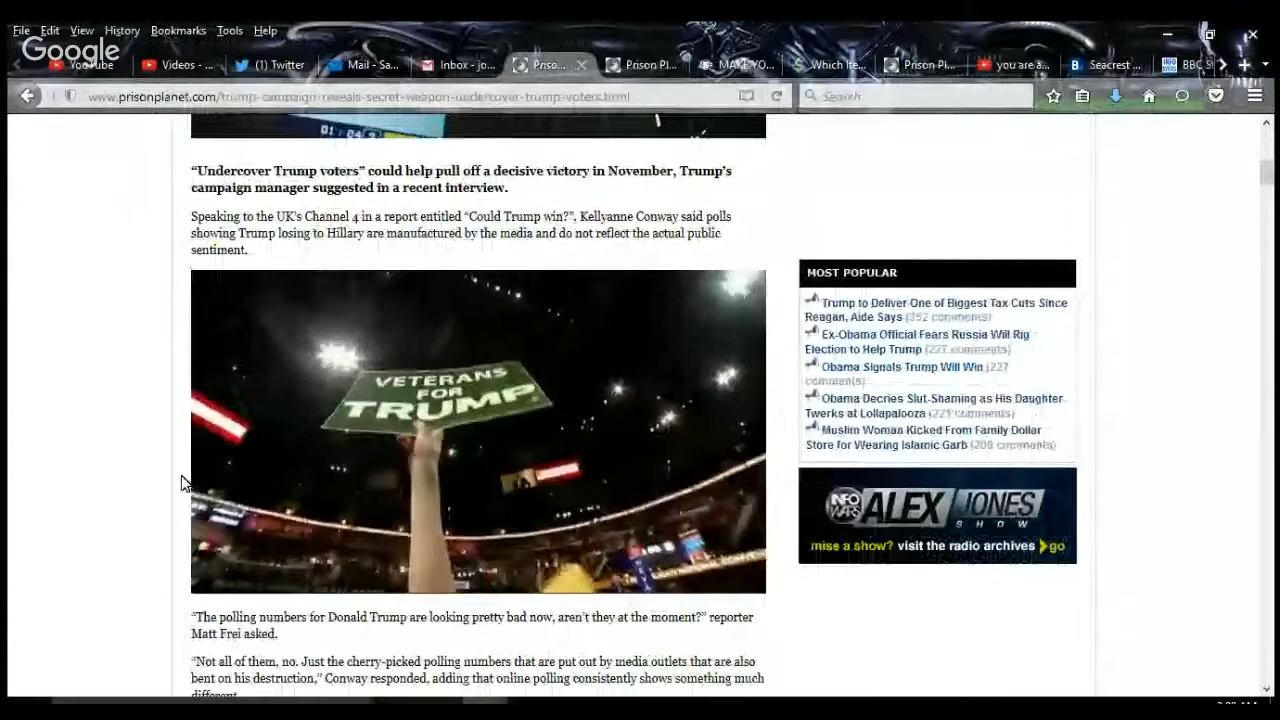 File Edit View History Bookmarks Tools Help
Google
YouTube Videos - ... (1) Twitter Mail - Sa... Inbox - jo... Priso... Prison Pl... MAKE YO... Which Ite... Prison Pl... you are a... Seacrest ... BBC S
www.prisonplanet.com/trump-campaign-reveals-secret-weapon-undercover-trump-voters.html
Search
01:04
“Undercover Trump voters” could help pull off a decisive victory in November, Trump’s
campaign manager suggested in a recent interview.
Speaking to the UK’s Channel 4 in a report entitled “Could Trump win?”, Kellyanne Conway said polls
showing Trump losing to Hillary are manufactured by the media and do not reflect the actual public
sentiment.
VETERANS
FOR
TRUMP
“The polling numbers for Donald Trump are looking pretty bad now, aren’t they at the moment?” reporter
Matt Frei asked.
“Not all of them, no. Just the cherry-picked polling numbers that are put out by media outlets that are also
bent on his destruction,” Conway responded, adding that online polling consistently shows something much
different
MOST POPULAR
Trump to Deliver One of Biggest Tax Cuts Since
Reagan, Aide Says (352 comments)
Ex-Obama Official Fears Russia Will Rig
Election to Help Trump (227 comments)
Obama Signals Trump Will Win (227
comments)
Obama Decries Slut-Shaming as His Daughter
Twerks at Lollapalooza (221 comments)
Muslim Woman Kicked From Family Dollar
Store for Wearing Islamic Garb (209 comments)
INFO
WARS
ALEX JONES
SHOW
miss a show? visit the radio archives go